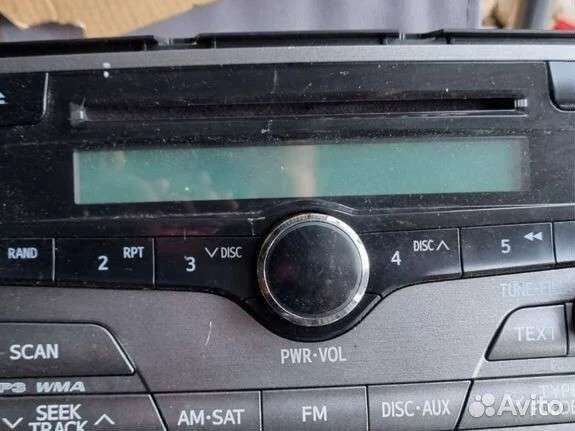 RAND
2 RPT
3 DISC
4 DISC
5
TUNE
TEXT
PWR·VOL
SCAN
WMA
SEEK
TRACK
AM·SAT
FM
DISC·AUX
Avito